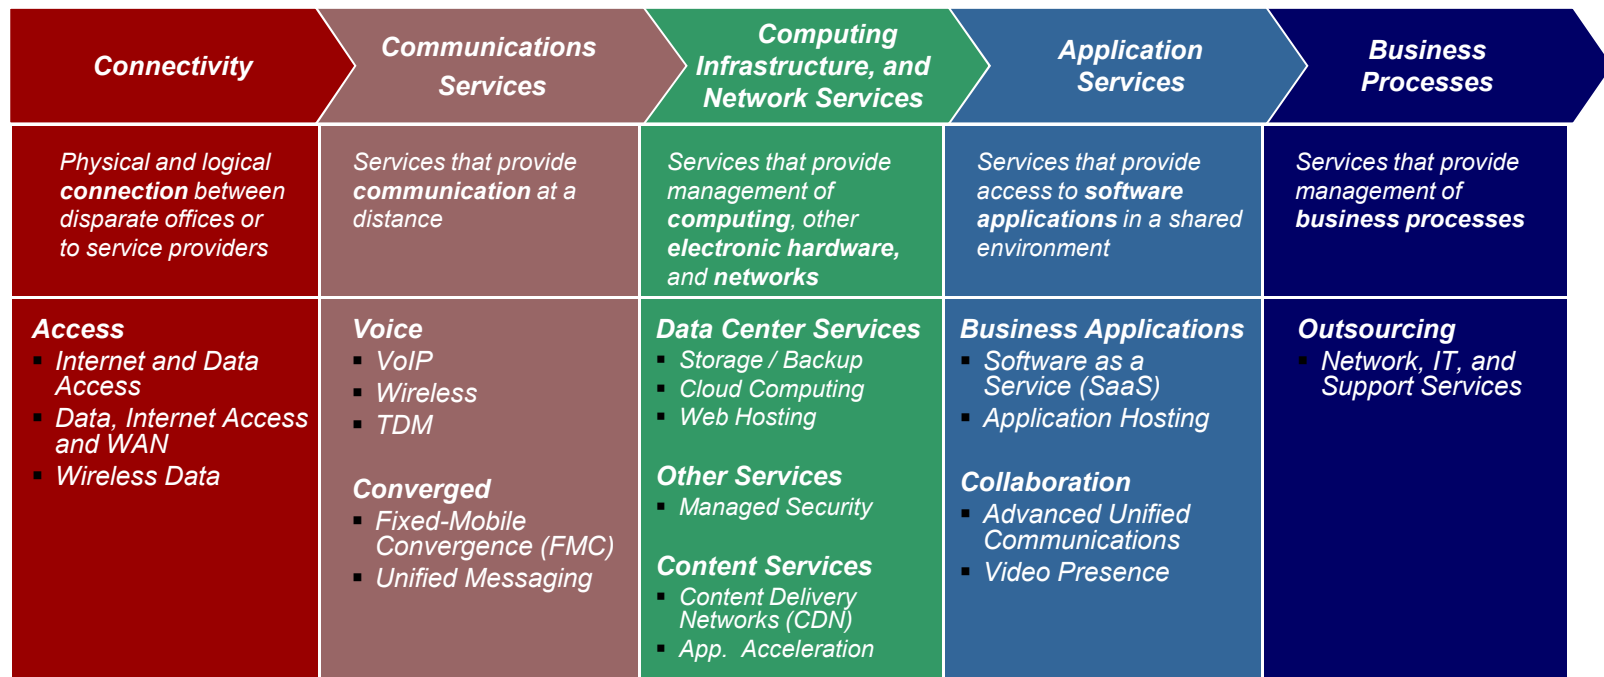 Connectivity
Communications
Services
Computing
Infrastructure, and
Network Services
Application
Services
Business
Processes
Physical and logical
connection between
disparate offices or
to service providers
Services that provide
communication at a
distance
Services that provide
management of
computing, other
electronic hardware,
and networks
Services that provide
access to software
applications in a shared
environment
Services that provide
management of
business processes
Access
▪ Internet and Data
Access
▪ Data, Internet Access
and WAN
▪ Wireless Data
Voice
▪ VoIP
▪ Wireless
▪ TDM
Converged
▪ Fixed-Mobile
Convergence (FMC)
▪ Unified Messaging
Data Center Services
▪ Storage / Backup
▪ Cloud Computing
▪ Web Hosting
Other Services
▪ Managed Security
Content Services
▪ Content Delivery
Networks (CDN)
▪ App. Acceleration
Business Applications
▪ Software as a
Service (SaaS)
▪ Application Hosting
Collaboration
▪ Advanced Unified
Communications
▪ Video Presence
Outsourcing
▪ Network, IT, and
Support Services